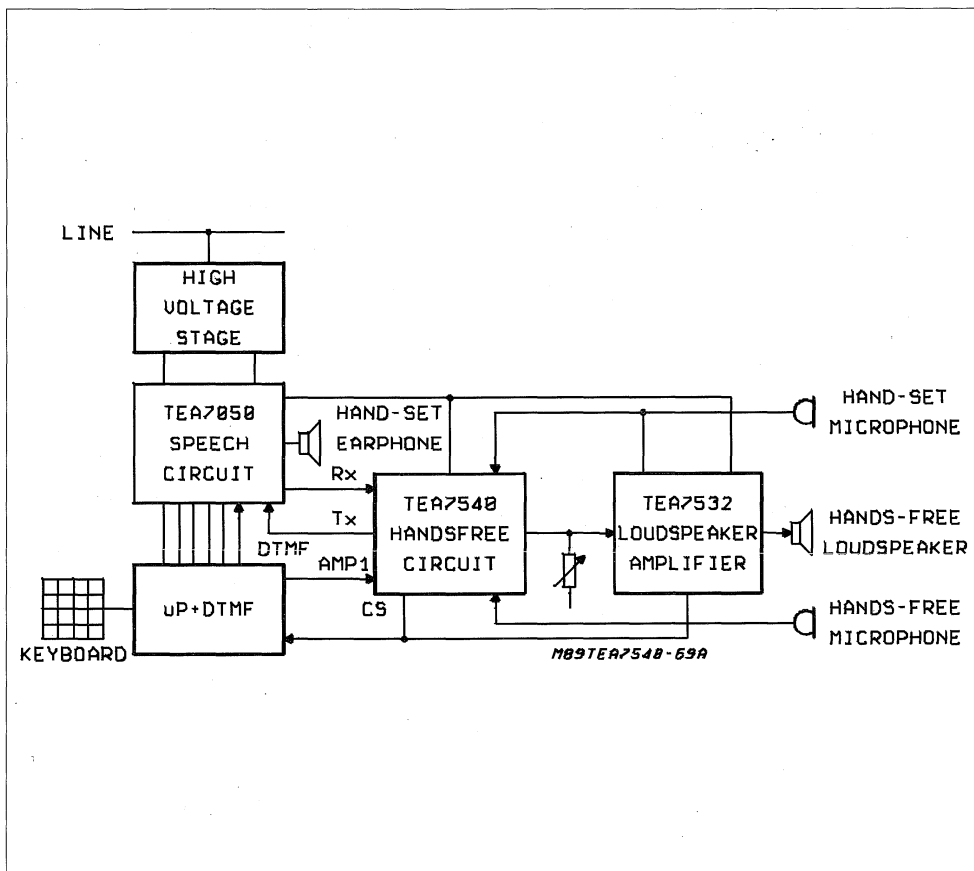 LINE
HIGH
VOLTAGE
STAGE
TEA7050
SPEECH
CIRCUIT
HAND-SET
EARPHONE
Rx
Tx
DTMF
AMP1
CS
uP+DTMF
KEYBOARD
TEA7540
HANDSFREE
CIRCUIT
TEA7532
LOUDSPEAKER
AMPLIFIER
HAND-SET
MICROPHONE
HANDS-FREE
LOUDSPEAKER
HANDS-FREE
MICROPHONE
M89TEA7540-69A